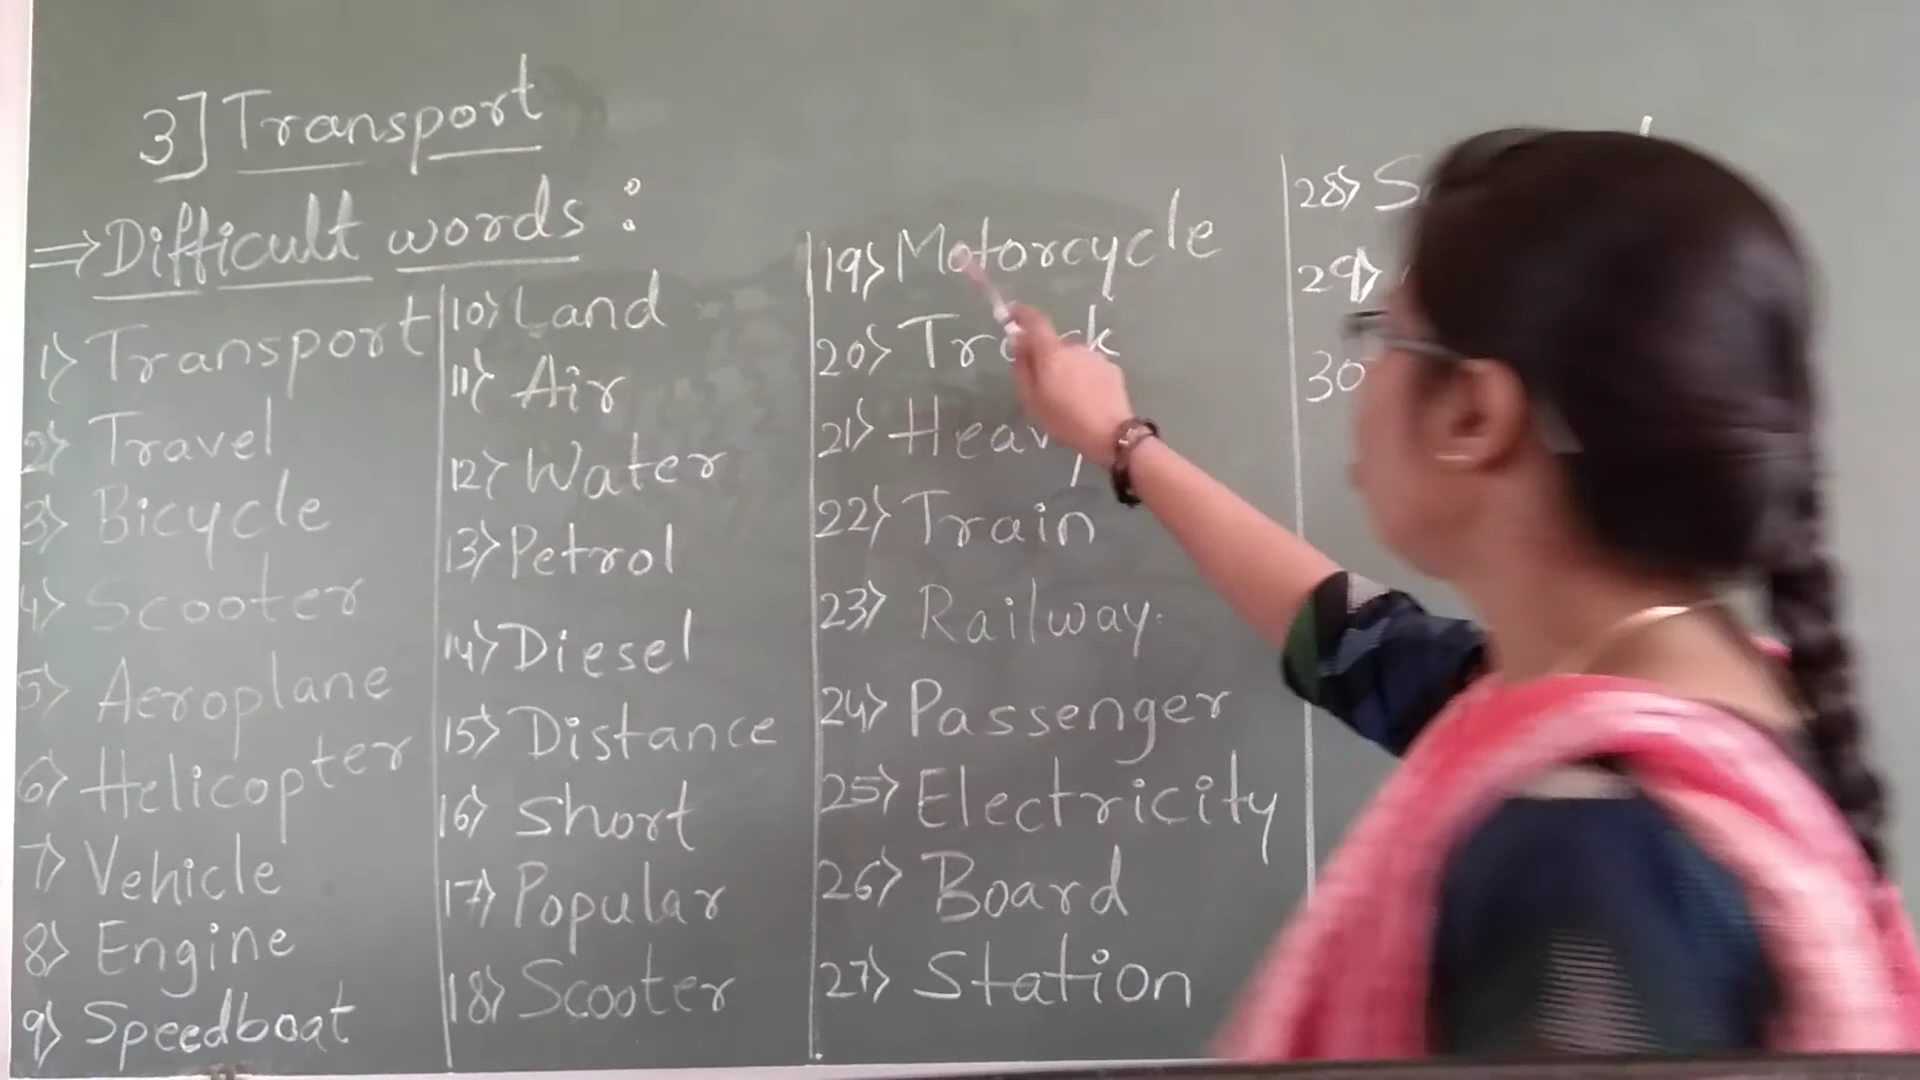 3] Transport
⇒ Difficult words :
1) Transport
2) Travel
3) Bicycle
4) Scooter
5) Aeroplane
6) Helicopter
7) Vehicle
8) Engine
9) Speedboat
10) Land
11) Air
12) Water
13) Petrol
14) Diesel
15) Distance
16) Short
17) Popular
18) Scooter
19) Motorcycle
20)
21) Heavy
22) Train
23) Railway.
24) Passenger
25) Electricity
26) Board
27) Station
28)
29)
30